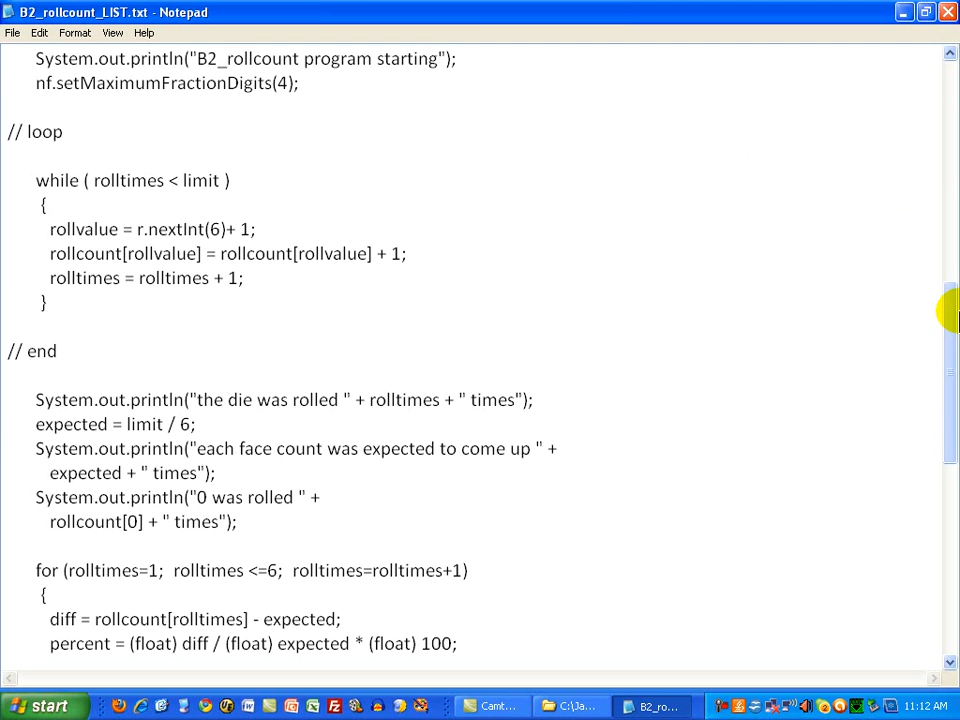 B2_rollcount_LIST.txt - Notepad
File Edit Format View Help
System.out.println("B2_rollcount program starting");
nf.setMaximumFractionDigits(4);
// loop
while ( rolltimes < limit )
{
rollvalue = r.nextInt(6)+ 1;
rollcount[rollvalue] = rollcount[rollvalue] + 1;
rolltimes = rolltimes + 1;
}
// end
System.out.println("the die was rolled " + rolltimes + " times");
expected = limit / 6;
System.out.println("each face count was expected to come up " +
expected + " times");
System.out.println("0 was rolled " +
rollcount[0] + " times");
for (rolltimes=1;  rolltimes <=6;  rolltimes=rolltimes+1)
{
diff = rollcount[rolltimes] - expected;
percent = (float) diff / (float) expected * (float) 100;
start Camt... C:\Ja... B2_ro... 11:12 AM